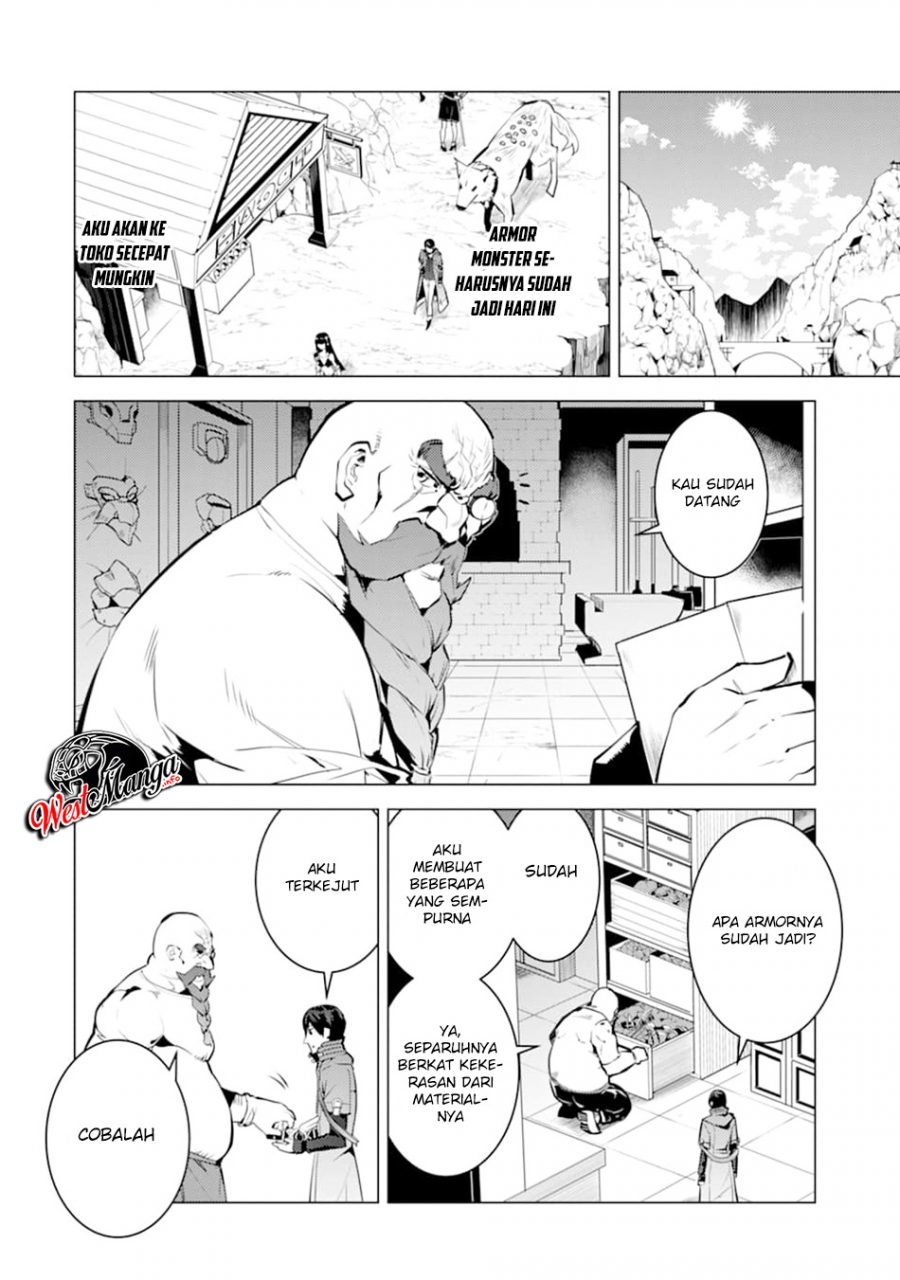 ARMOR
MONSTER SE-
HARUSNYA SUDAH
JADI HARI INI
AKU AKAN KE
TOKO SECEPAT
MUNGKIN
KAU SUDAH
DATANG
APA ARMORNYA
SUDAH JADI?
SUDAH
AKU
MEMBUAT
BEBERAPA
YANG SEM-
PURNA
YA,
SEPARUHNYA
BERKAT KEKE-
RASAN DARI
MATERIAL-
NYA
AKU
TERKEJUT
COBALAH
WestManga
.info